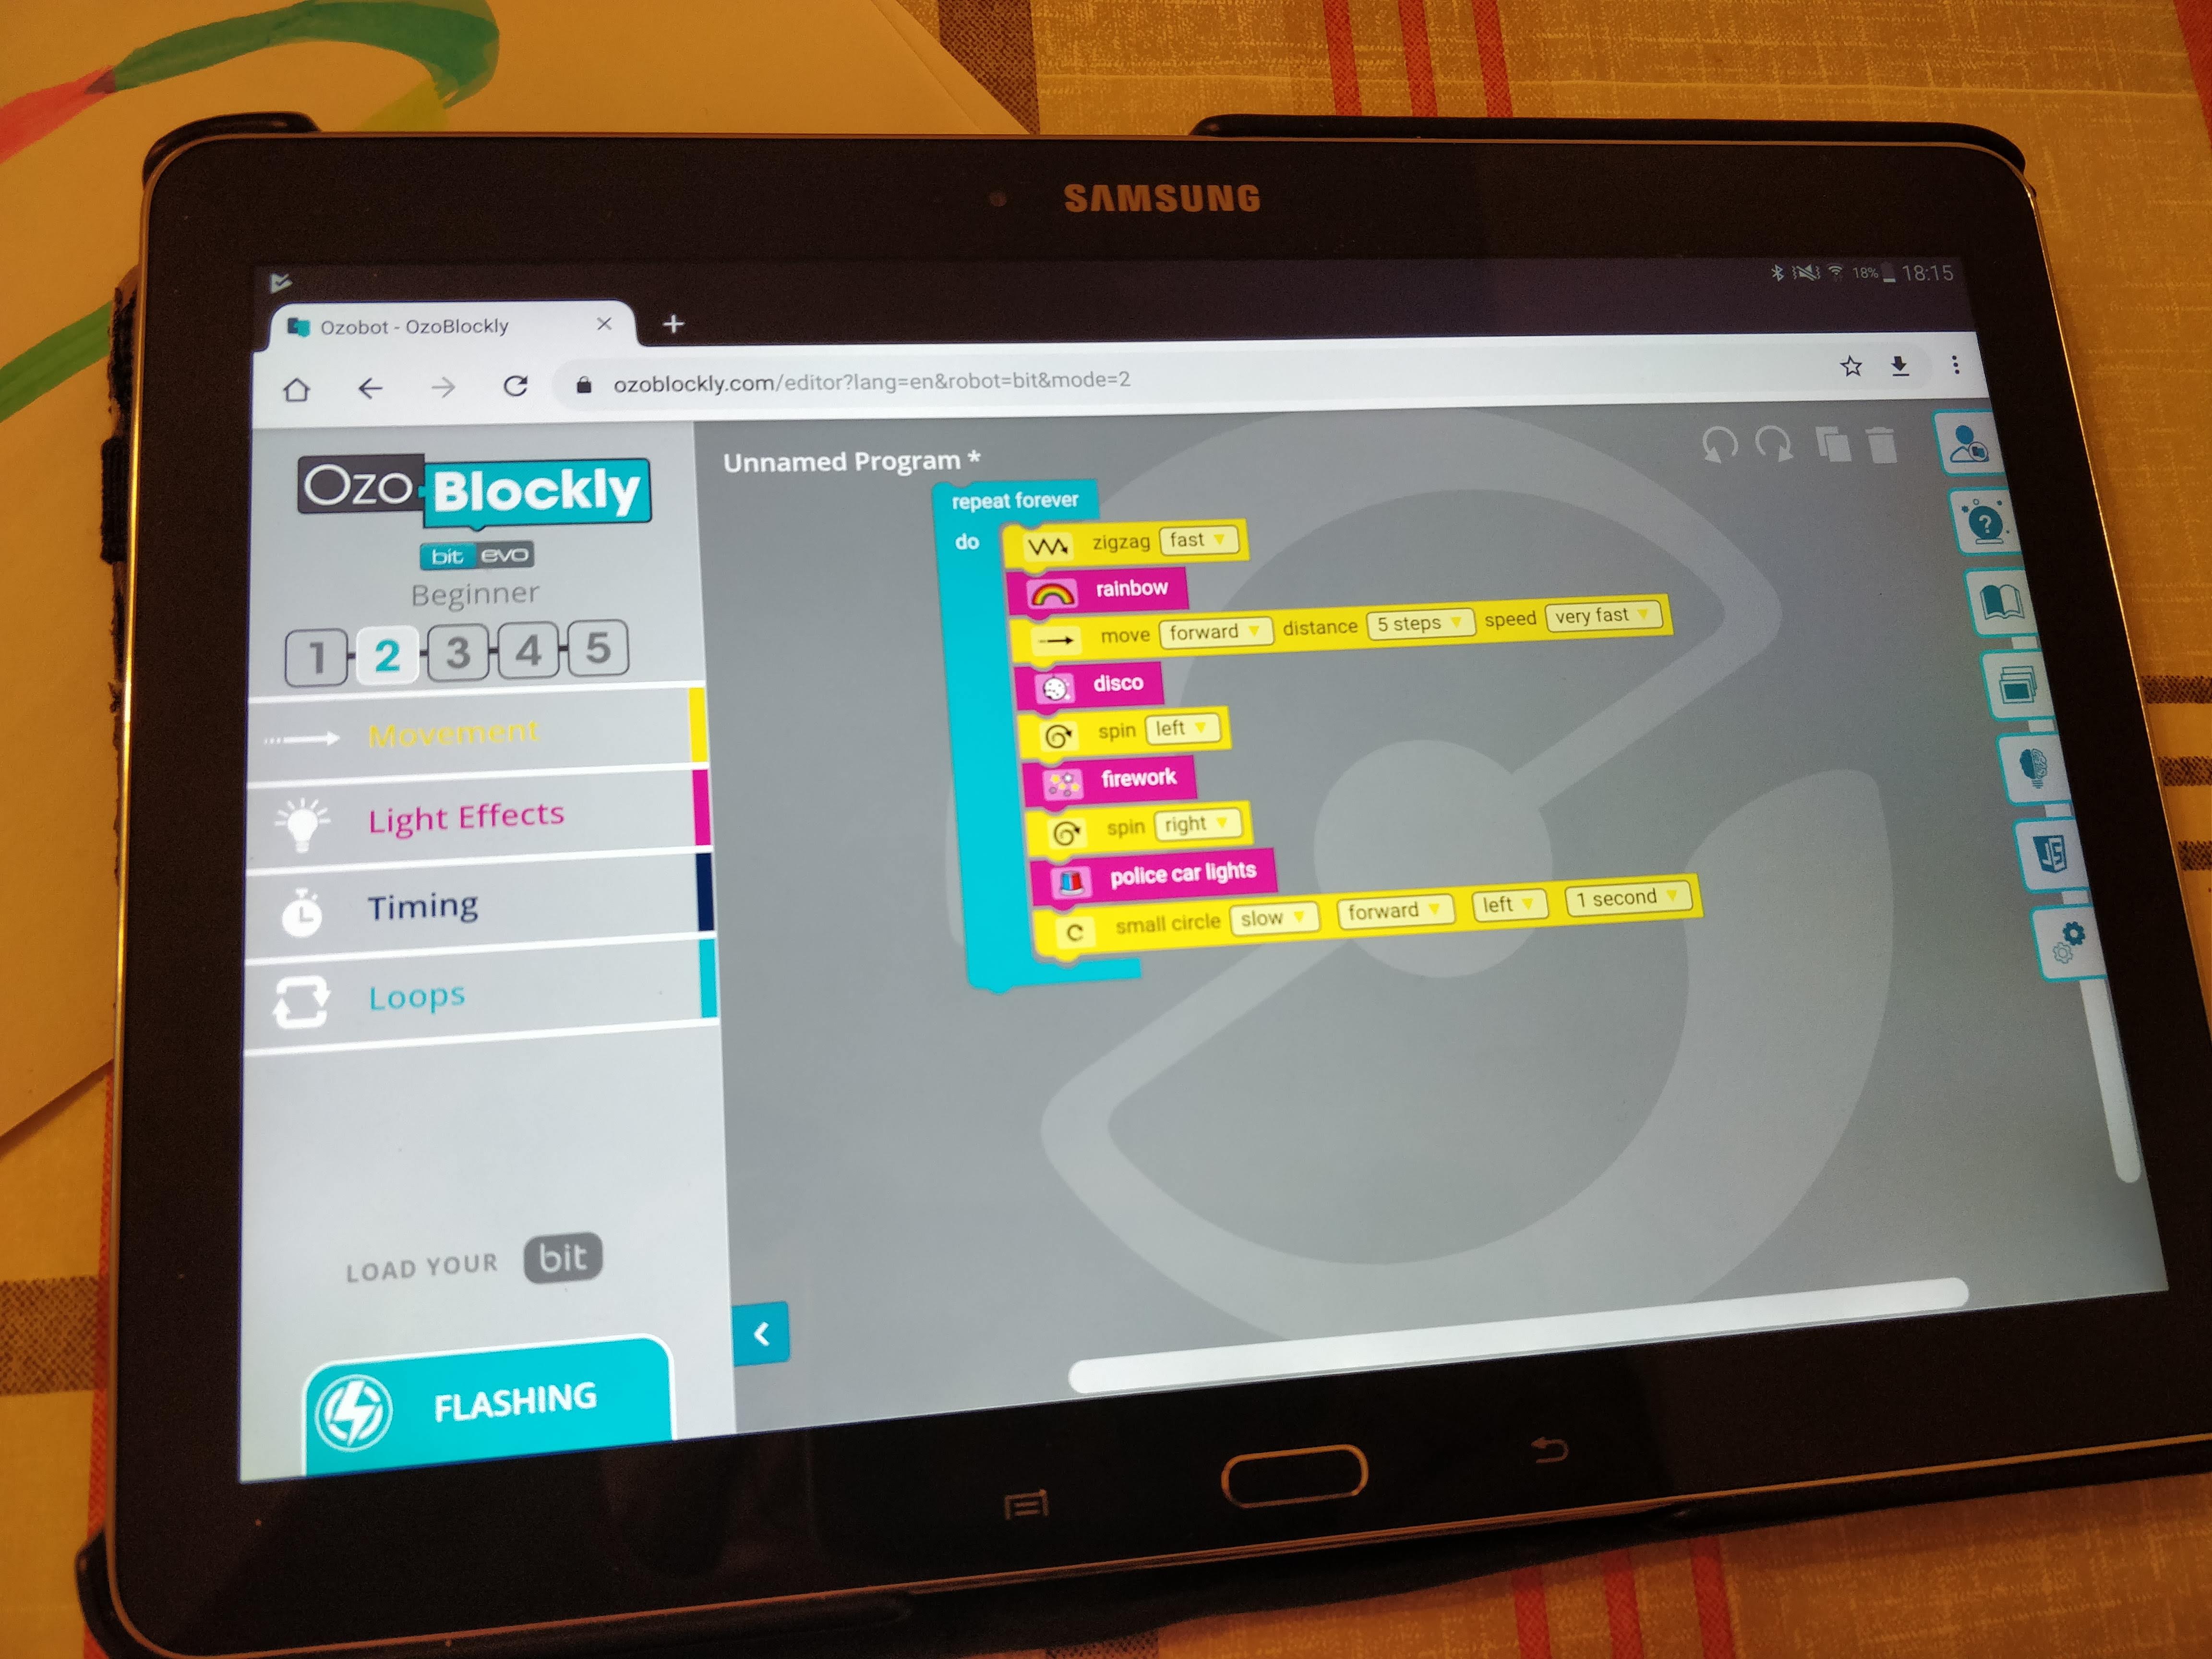 SAMSUNG
18% 18:15
Ozobot - OzoBlockly
ozoblockly.com/editor?lang=en&robot=bit&mode=2
Ozo Blockly
bit evo
Beginner
1 2 3 4 5
Movement
Light Effects
Timing
Loops
LOAD YOUR bit
FLASHING
Unnamed Program *
repeat forever
do
zigzag fast
rainbow
move forward distance 5 steps speed very fast
disco
spin left
firework
spin right
police car lights
small circle slow forward left 1 second
?
JS